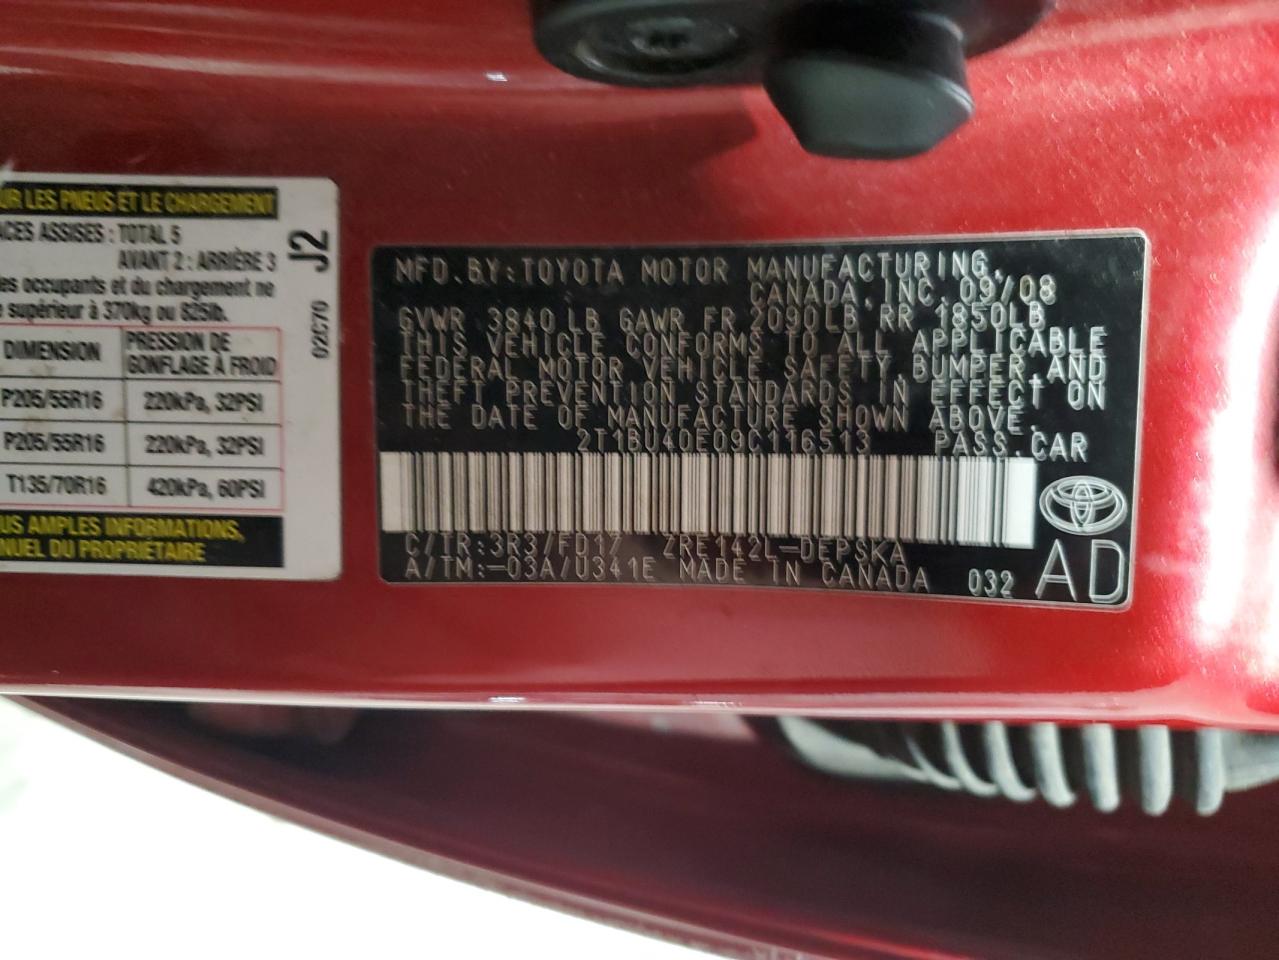 UR LES PNEUS ET LE CHARGEMENT
ACES ASSISES : TOTAL 5
AVANT 2 : ARRIÈRE 3
J2
des occupants et du chargement ne
e supérieur à 370kg ou 825lb.
02C70
DIMENSION PRESSION DE GONFLAGE À FROID
P205/55R16 220kPa, 32PSI
P205/55R16 220kPa, 32PSI
T135/70R16 420kPa, 60PSI
US AMPLES INFORMATIONS,
NUEL DU PROPRIÉTAIRE
MFD. BY: TOYOTA MOTOR MANUFACTURING,
CANADA, INC. 09/08
GVWR 3840 LB GAWR FR 2090LB RR 1850LB
THIS VEHICLE CONFORMS TO ALL APPLICABLE
FEDERAL MOTOR VEHICLE SAFETY, BUMPER, AND
THEFT PREVENTION STANDARDS IN EFFECT ON
THE DATE OF MANUFACTURE SHOWN ABOVE.
2T1BU40E09C116513 PASS. CAR
C/TR: 3R3/FD17 ZRE142L-DEPSKA
A/TM: -03A/U341E MADE IN CANADA 032 AD